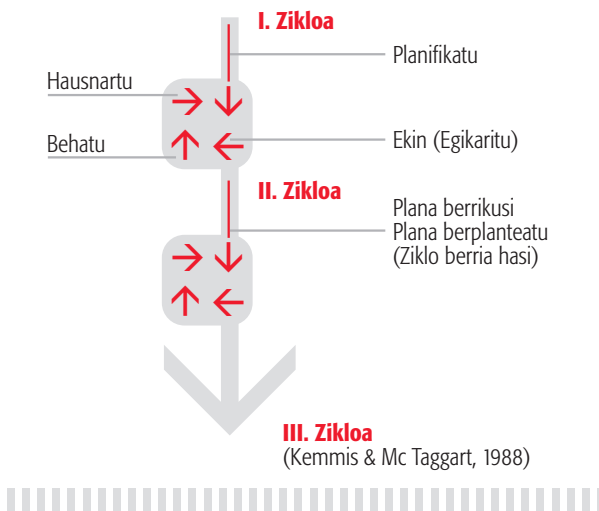 I. Zikloa
Planifikatu
Hausnartu
Behatu
Ekin (Egikaritu)
II. Zikloa
Plana berrikusi
Plana berplanteatu
(Ziklo berria hasi)
III. Zikloa
(Kemmis & Mc Taggart, 1988)